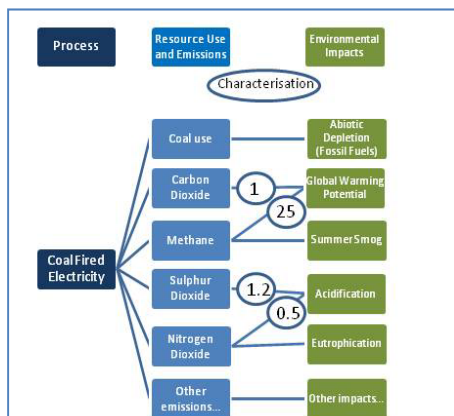 Process
Resource Use
and Emissions
Environmental
Impacts
Characterisation
Coal use
Abiotic
Depletion
(Fossil Fuels)
Carbon
Dioxide
1
Global Warming
Potential
25
Methane
Summer Smog
Coal Fired
Electricity
Sulphur
Dioxide
1.2
Acidification
0.5
Nitrogen
Dioxide
Eutrophication
Other
emissions...
Other impacts...